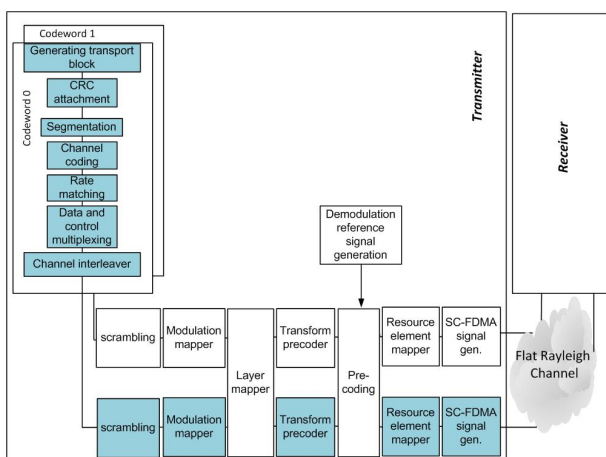 Codeword 1
Codeword 0
Generating transport
block
CRC
attachment
Segmentation
Channel
coding
Rate
matching
Data and
control
multiplexing
Channel interleaver
Transmitter
Receiver
Demodulation
reference
signal
generation
scrambling
Modulation
mapper
Layer
mapper
Transform
precoder
Pre-
coding
Resource
element
mapper
SC-FDMA
signal
gen.
Flat Rayleigh
Channel
scrambling
Modulation
mapper
Transform
precoder
Resource
element
mapper
SC-FDMA
signal
gen.